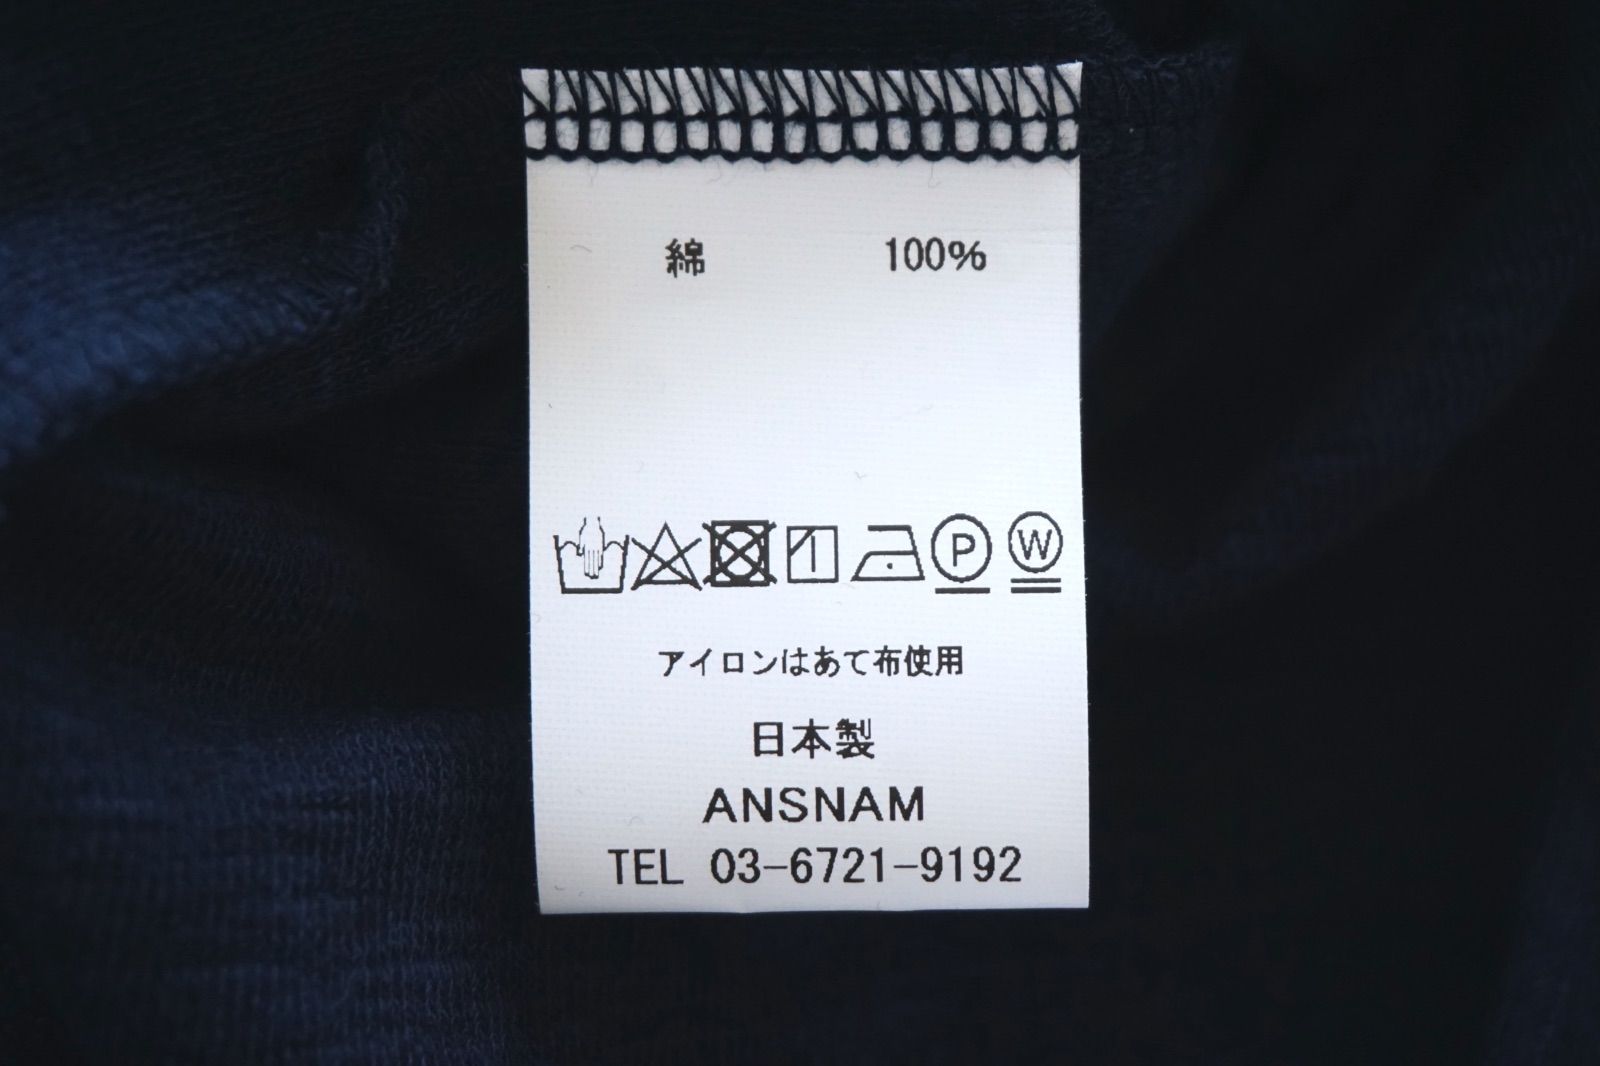 綿 100%
P W
アイロンはあて布使用
日本製
ANSNAM
TEL 03-6721-9192